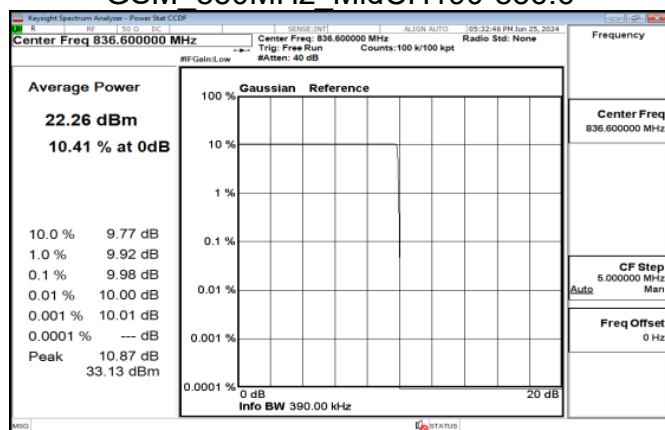 Keysight Spectrum Analyser - Power Stat CCDF
R RF 50 Ω DC SENSE:INT ALIGN AUTO 05:32:46 PM Jun 25, 2024
Center Freq 836.600000 MHz
Center Freq: 836.600000 MHz Radio Std: None
Trig: Free Run Counts:100 k/100 kpt
#IFGain:Low #Atten: 40 dB
Frequency
Average Power
22.26 dBm
10.41 % at 0dB
10.0 % 9.77 dB
1.0 % 9.92 dB
0.1 % 9.98 dB
0.01 % 10.00 dB
0.001 % 10.01 dB
0.0001 % --- dB
Peak 10.87 dB
33.13 dBm
Gaussian Reference
100 %
10 %
1 %
0.1 %
0.01 %
0.001 %
0.0001 %
0 dB 20 dB
Info BW 390.00 kHz
Center Freq
836.600000 MHz
CF Step
5.000000 MHz
Auto Man
Freq Offset
0 Hz
MSG STATUS